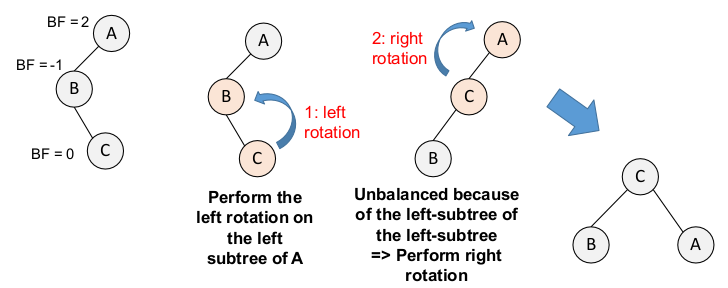 BF = 2
A
BF = -1
B
BF = 0
C
A
B
C
1: left
rotation
Perform the
left rotation on
the left
subtree of A
2: right
rotation
A
C
B
Unbalanced because
of the left-subtree of
the left-subtree
=> Perform right
rotation
C
B
A